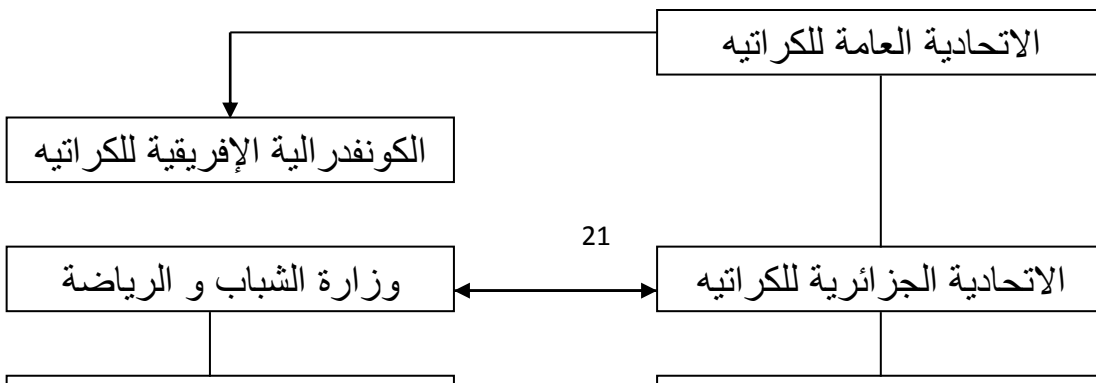 الاتحادية العامة للكراتيه
الكونفدرالية الإفريقية للكراتيه
21
الاتحادية الجزائرية للكراتيه
وزارة الشباب و الرياضة